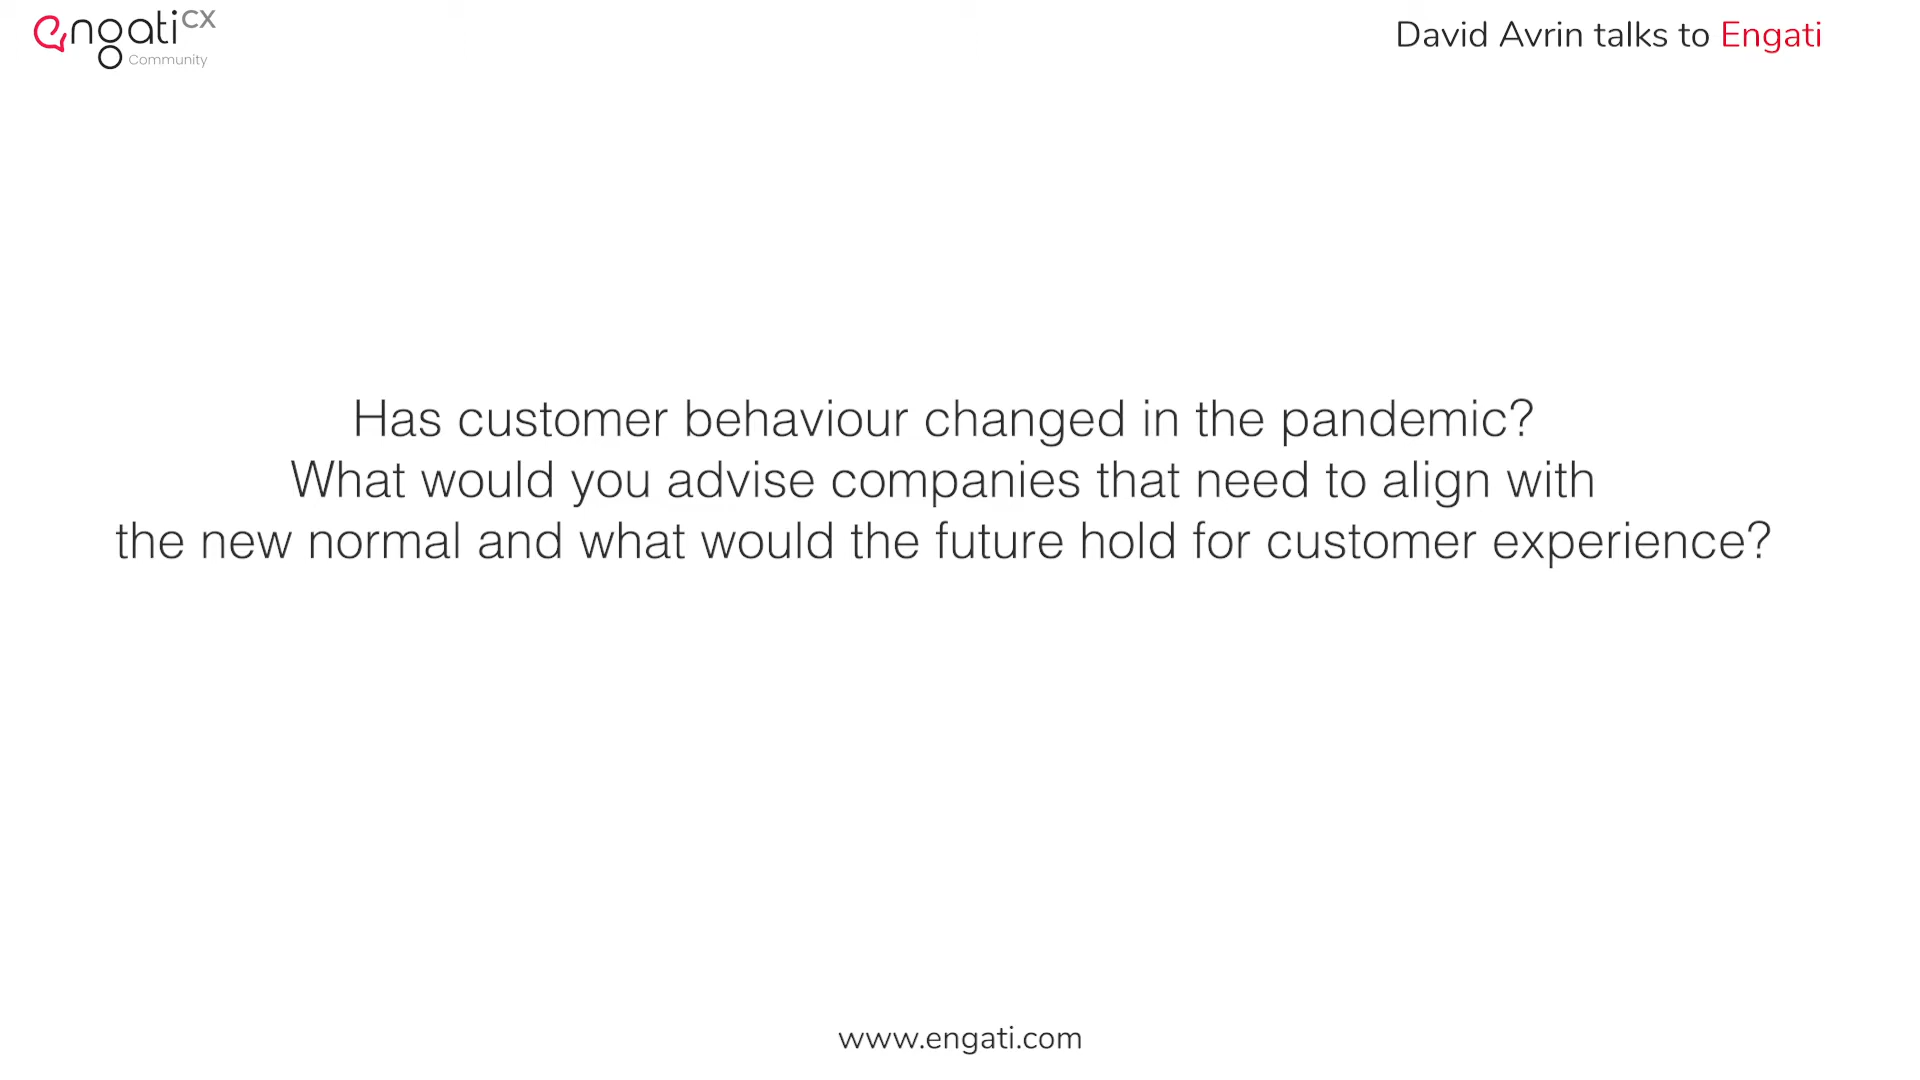 engati CX
Community
David Avrin talks to Engati
Has customer behaviour changed in the pandemic?
What would you advise companies that need to align with
the new normal and what would the future hold for customer experience?
www.engati.com